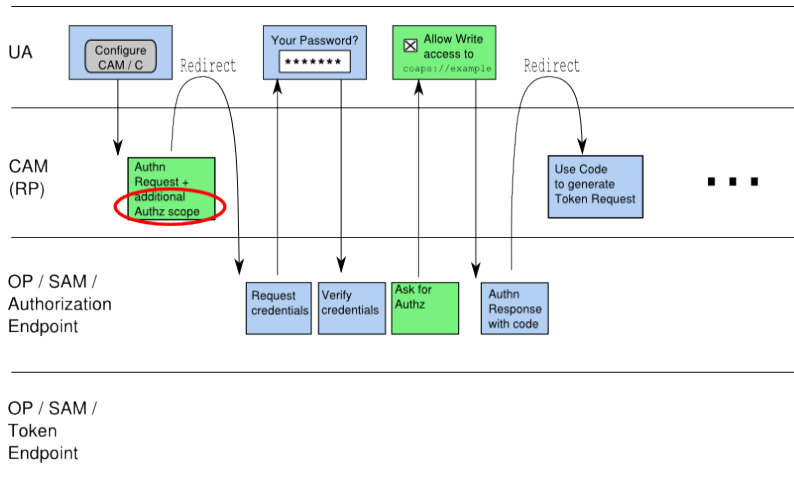 UA
Configure
CAM / C
Redirect
Your Password?
*******
Allow Write
access to
coaps://example
Redirect
CAM
(RP)
Authn
Request +
additional
Authz scope
Use Code
to generate
Token Request
OP / SAM /
Authorization
Endpoint
Request
credentials
Verify
credentials
Ask for
Authz
Authn
Response
with code
OP / SAM /
Token
Endpoint